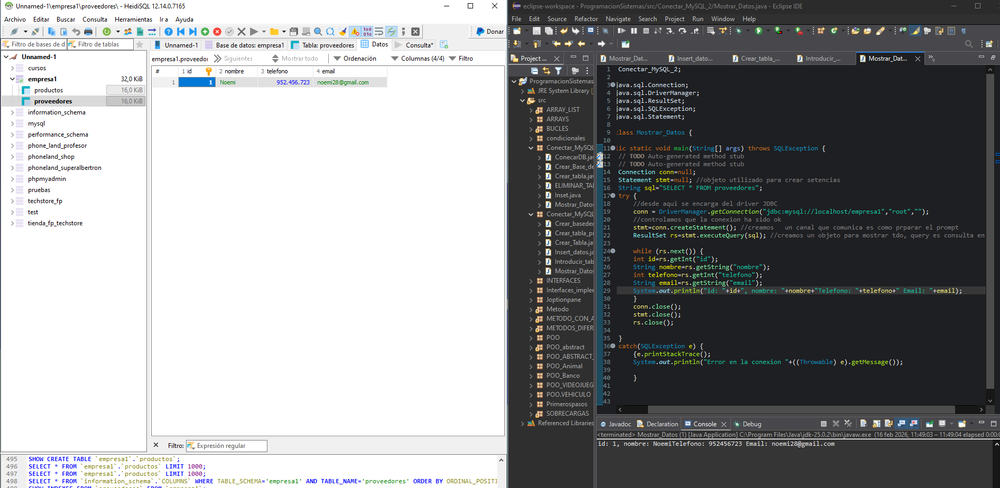 Unnamed-1\empresa1\proveedores\ - HeidiSQL 12.14.0.7165
Archivo Editar Buscar Consulta Herramientas Ir a Ayuda
Donar
Filtro de bases de d
Filtro de tablas
Unnamed-1
cursos
empresa1 32,0 KiB
productos 16,0 KiB
proveedores 16,0 KiB
information_schema
mysql
performance_schema
phone_land_profesor
phoneland_shop
phoneland_superalbertron
phpmyadmin
pruebas
techstore_fp
test
tienda_fp_techstore
Unnamed-1 Base de datos: empresa1 Tabla: proveedores Datos Consulta*
empresa1.proveedor Siguientes Mostrar todo Ordenación Columnas (4/4) Filtro
# 1 id 2 nombre 3 telefono 4 email
1 1 Noemi 952.456.723 noemi28@gmail.com
Filtro: Expresión regular
495 SHOW CREATE TABLE `empresa1`.`productos`;
496 SELECT * FROM `empresa1`.`productos` LIMIT 1000;
497 SELECT * FROM `empresa1`.`productos` LIMIT 1000;
498 SELECT * FROM `information_schema`.`COLUMNS` WHERE TABLE_SCHEMA='empresa1' AND TABLE_NAME='proveedores' ORDER BY ORDINAL_POSITI
eclipse-workspace - ProgramacionSistemas/src/Conectar_MySQL_2/Mostrar_Datos.java - Eclipse IDE
File Edit Source Refactor Navigate Search Project Run Window Help
Project ...
ProgramacionSistemas
JRE System Library [
src
ARRAY_LIST
ARRAYS
BUCLES
condicionales
Conectar_MySQL
ConecarDB.jav
Crear_Base_de
Crear_tabla.jav
ELIMINAR_TAI
Inset.java
Mostrar_Datos
Conectar_MySQL
Crear_basedec
Crear_tabla_pr
Crear_Tabla.jav
Insert_datos.ja
Introducir_tab
Mostrar_Datos
INTERFACES
Interfaces_impler
Joptionpane
Metodo
METODO_CON_A
METODOS_DIFER
POO
POO_abstract
POO_ABSTRACT_
POO_Animal
POO_Banco
POO_VIDEOJUEG
POO.VEHICULO
Primerospasos
SOBRECARGAS
Referenced Libraries
Mostrar_Dat... Insert_dato... Crear_tabla_... Introducir_... Mostrar_Dat... 9
1 Conectar_MySQL_2;
2
3 java.sql.Connection;
4 java.sql.DriverManager;
5 java.sql.ResultSet;
6 java.sql.SQLException;
7 java.sql.Statement;
8
9 :lass Mostrar_Datos {
10
11 lic static void main(String[] args) throws SQLException {
12 // TODO Auto-generated method stub
13 // TODO Auto-generated method stub
14 Connection conn=null;
15 Statement stmt=null; //objeto utilizado para crear setencias
16 String sql="SELECT * FROM proveedores";
17 try {
18 //desde aqui se encarga del driver JDBC
19 conn = DriverManager.getConnection("jdbc:mysql://localhost/empresa1","root","");
20 //controlamos que la conexion ha sido ok
21 stmt=conn.createStatement(); //creamos un canal que comunica es como prparar el prompt
22 ResultSet rs=stmt.executeQuery(sql); //creamos un objeto para mostrar tdo, query es consulta en
23
24 while (rs.next()) {
25 int id=rs.getInt("id");
26 String nombre=rs.getString("nombre");
27 int telefono=rs.getInt("telefono");
28 String email=rs.getString("email");
29 System.out.println("id: "+id+", nombre: "+nombre+"Telefono: "+telefono+" Email: "+email);
30 }
31 conn.close();
32 stmt.close();
33 rs.close();
34
35 }
36 catch(SQLException e) {
37 {e.printStackTrace();
38 System.out.println("Error en la conexion "+((Throwable) e).getMessage());
39
40 }
41
42
43
Javadoc Declaration Console Debug
<terminated> Mostrar_Datos (1) [Java Application] C:\Program Files\Java\jdk-25.0.2\bin\javaw.exe (16 feb 2026, 11:49:03 – 11:49:04 elapsed 0:00:0
id: 1, nombre: NoemiTelefono: 952456723 Email: noemi28@gmail.com